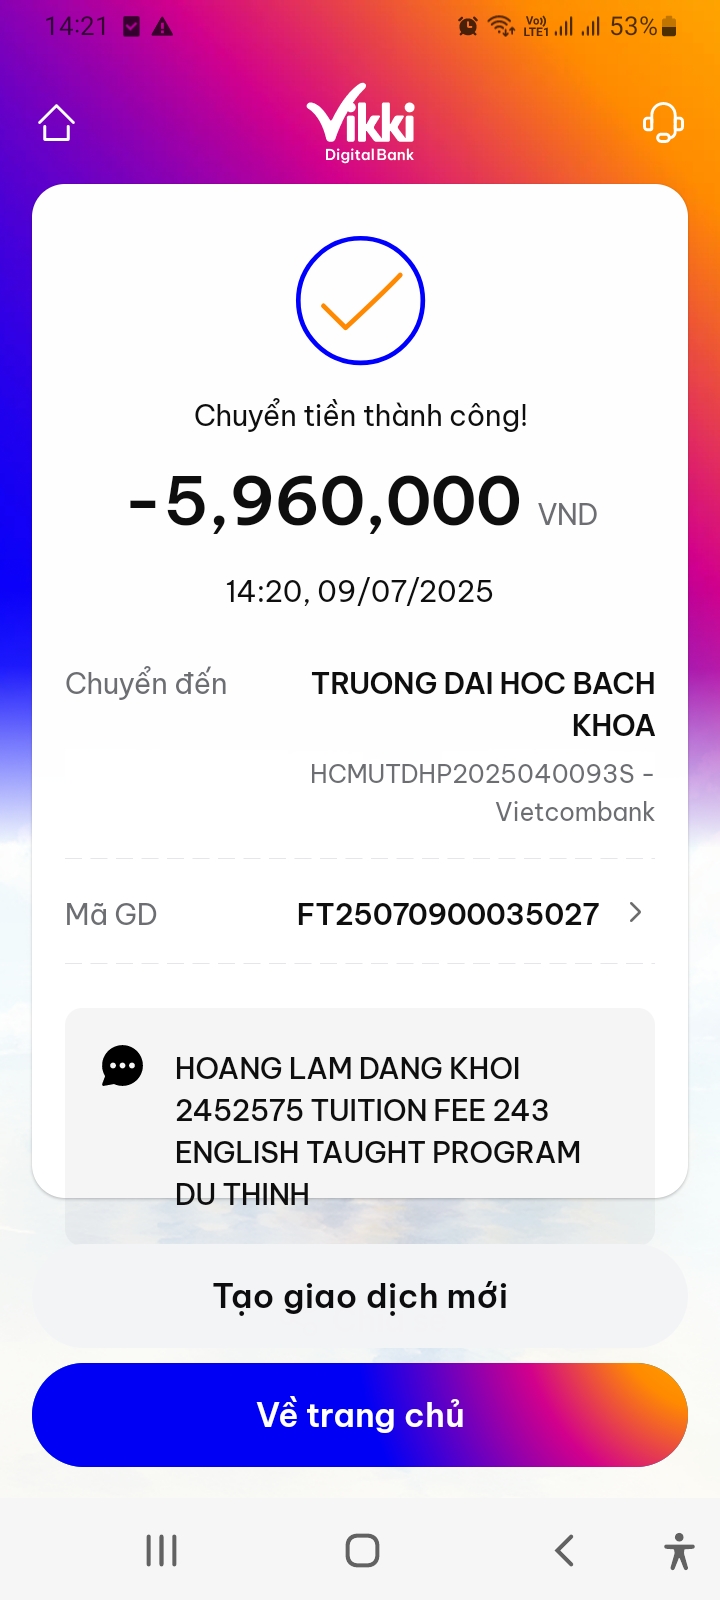 14:21
Vo)) LTE1 53%
Vikki
Digital Bank
Chuyển tiền thành công!
-5,960,000 VND
14:20, 09/07/2025
Chuyển đến TRUONG DAI HOC BACH
KHOA
HCMUTDHP2025040093S -
Vietcombank
Mã GD FT25070900035027
HOANG LAM DANG KHOI
2452575 TUITION FEE 243
ENGLISH TAUGHT PROGRAM
DU THINH
Tạo giao dịch mới
Về trang chủ